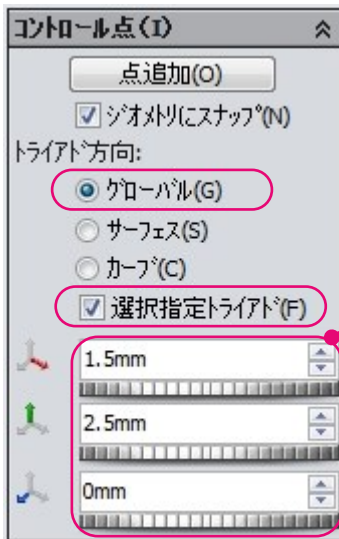 コントロール点(I)
点追加(O)
ジオメトリにスナップ(N)
トライアド方向:
グローバル(G)
サーフェス(S)
カーブ(C)
選択指定トライアド(F)
1.5mm
2.5mm
0mm